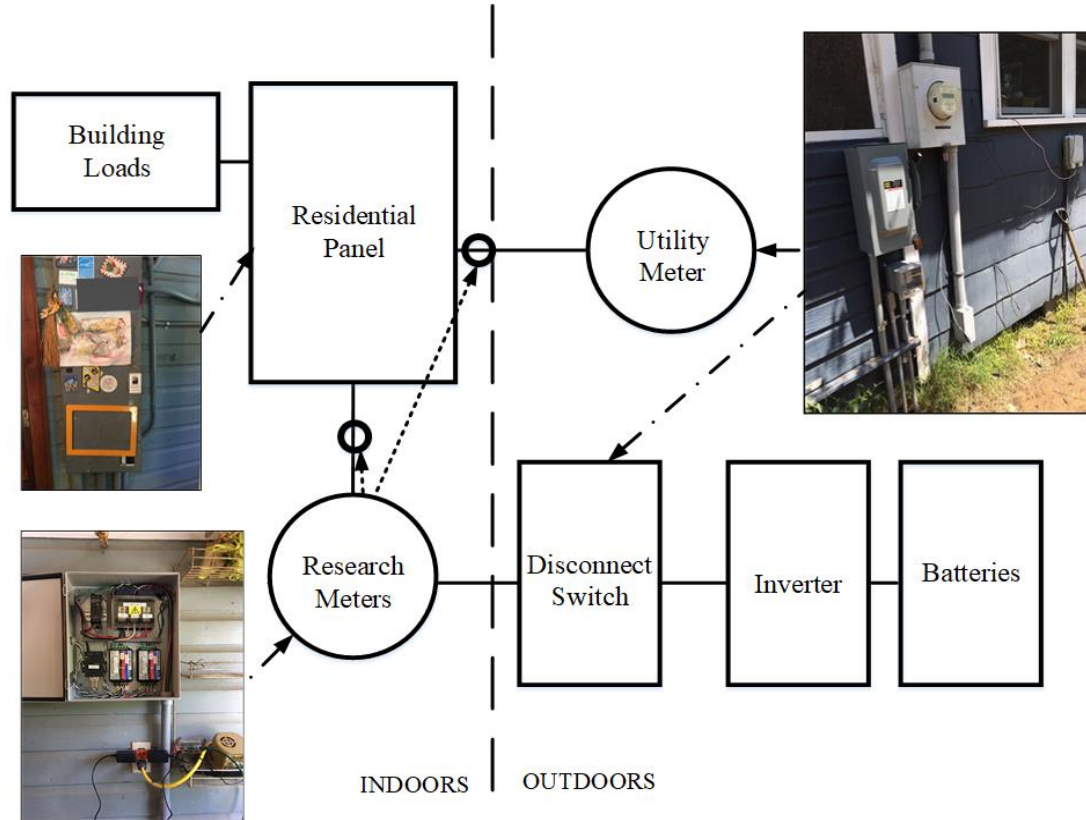 Building
Loads
Residential
Panel
Utility
Meter
Research
Meters
Disconnect
Switch
Inverter
Batteries
INDOORS
OUTDOORS